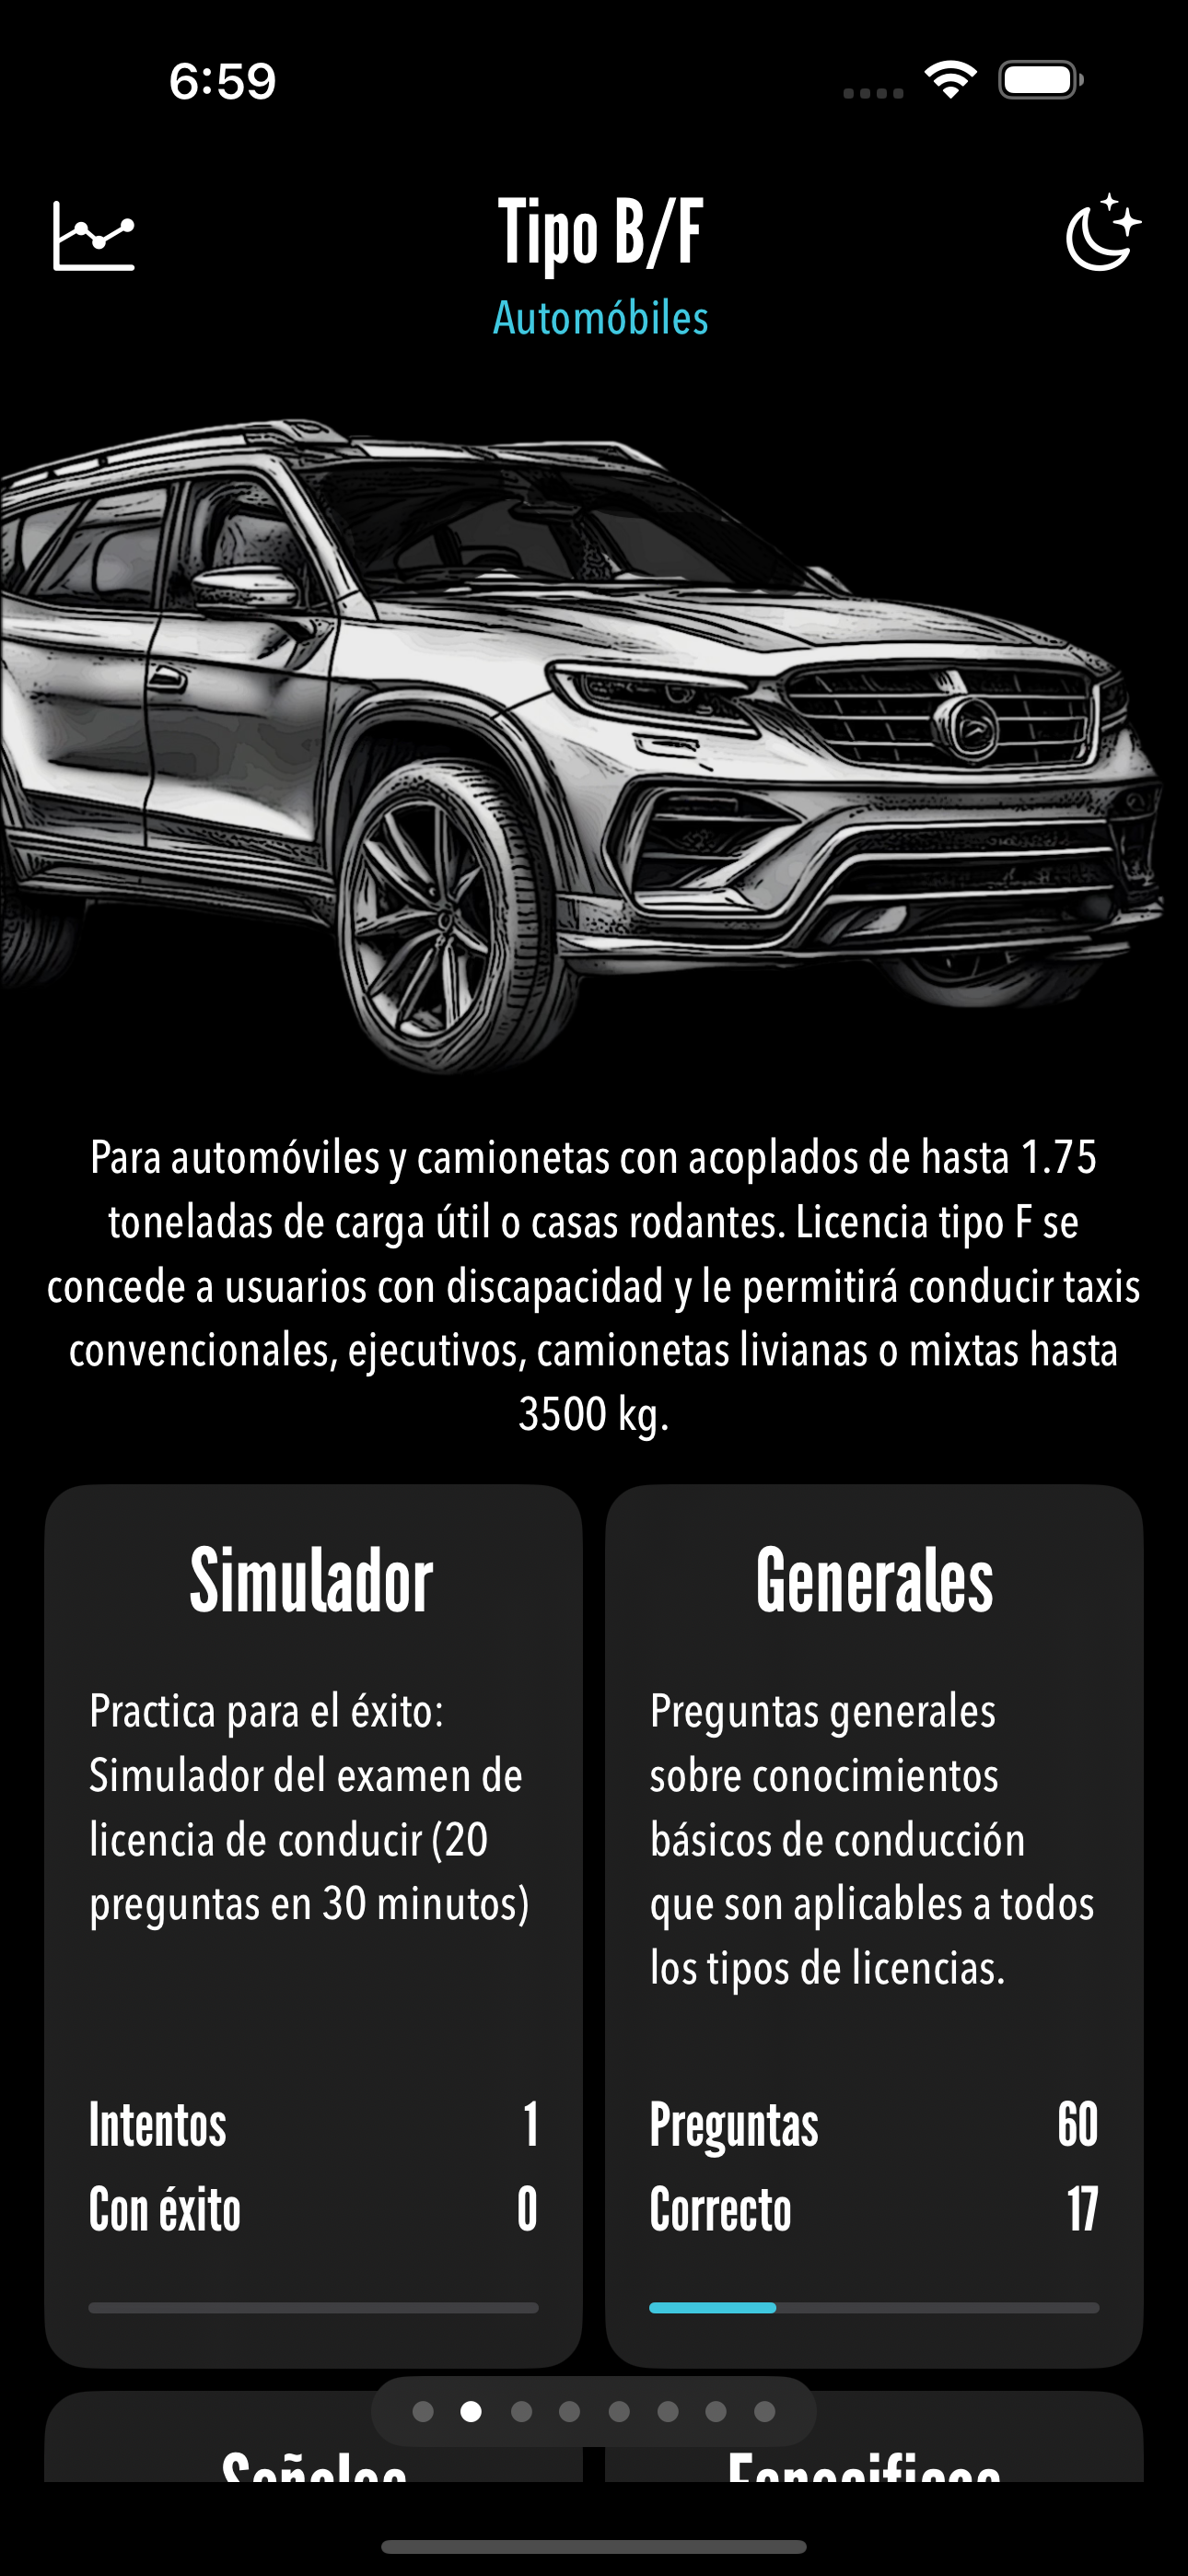 6:59
Tipo B/F
Automóbiles
Para automóviles y camionetas con acoplados de hasta 1.75
toneladas de carga útil o casas rodantes. Licencia tipo F se
concede a usuarios con discapacidad y le permitirá conducir taxis
convencionales, ejecutivos, camionetas livianas o mixtas hasta
3500 kg.
Simulador
Practica para el éxito:
Simulador del examen de
licencia de conducir (20
preguntas en 30 minutos)
Intentos 1
Con éxito 0
Generales
Preguntas generales
sobre conocimientos
básicos de conducción
que son aplicables a todos
los tipos de licencias.
Preguntas 60
Correcto 17
Señales